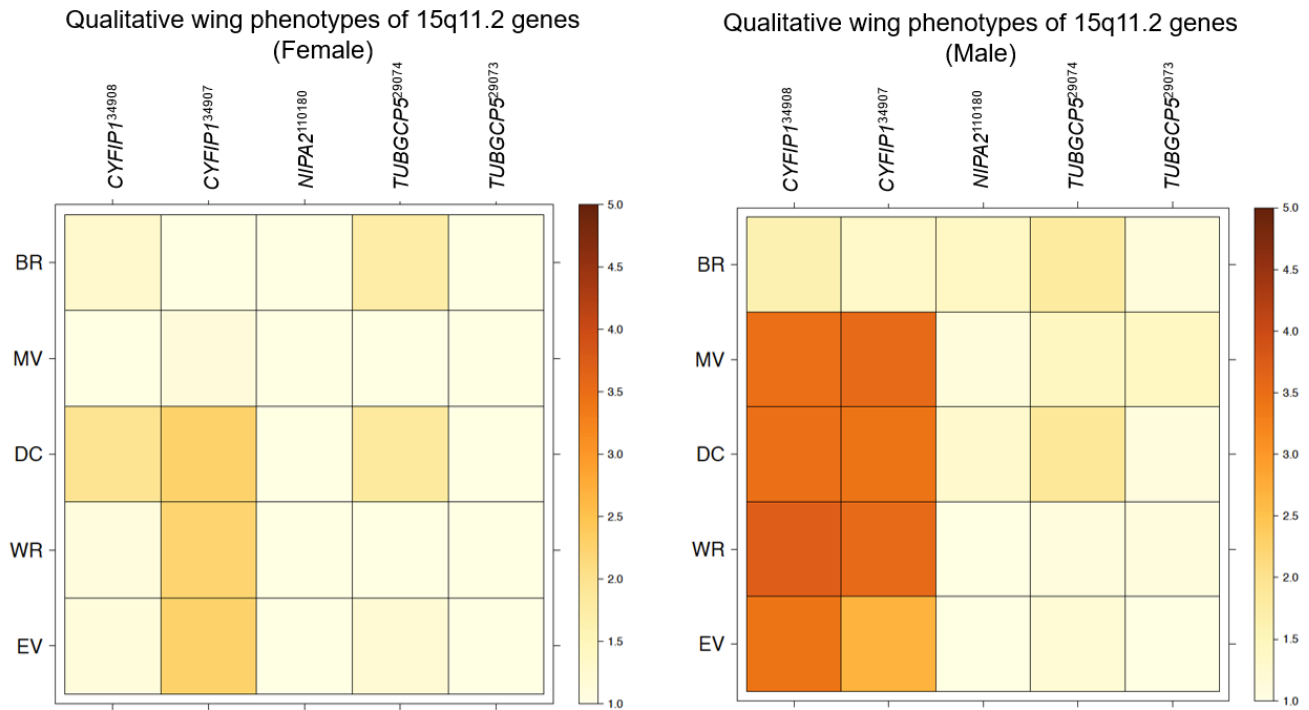 Qualitative wing phenotypes of 15q11.2 genes
(Female)
CYFIP1^34908
CYFIP1^34907
NIPA2^110180
TUBGCP5^29074
TUBGCP5^29073
BR
MV
DC
WR
EV
5.0
4.5
4.0
3.5
3.0
2.5
2.0
1.5
1.0
Qualitative wing phenotypes of 15q11.2 genes
(Male)
CYFIP1^34908
CYFIP1^34907
NIPA2^110180
TUBGCP5^29074
TUBGCP5^29073
BR
MV
DC
WR
EV
5.0
4.5
4.0
3.5
3.0
2.5
2.0
1.5
1.0